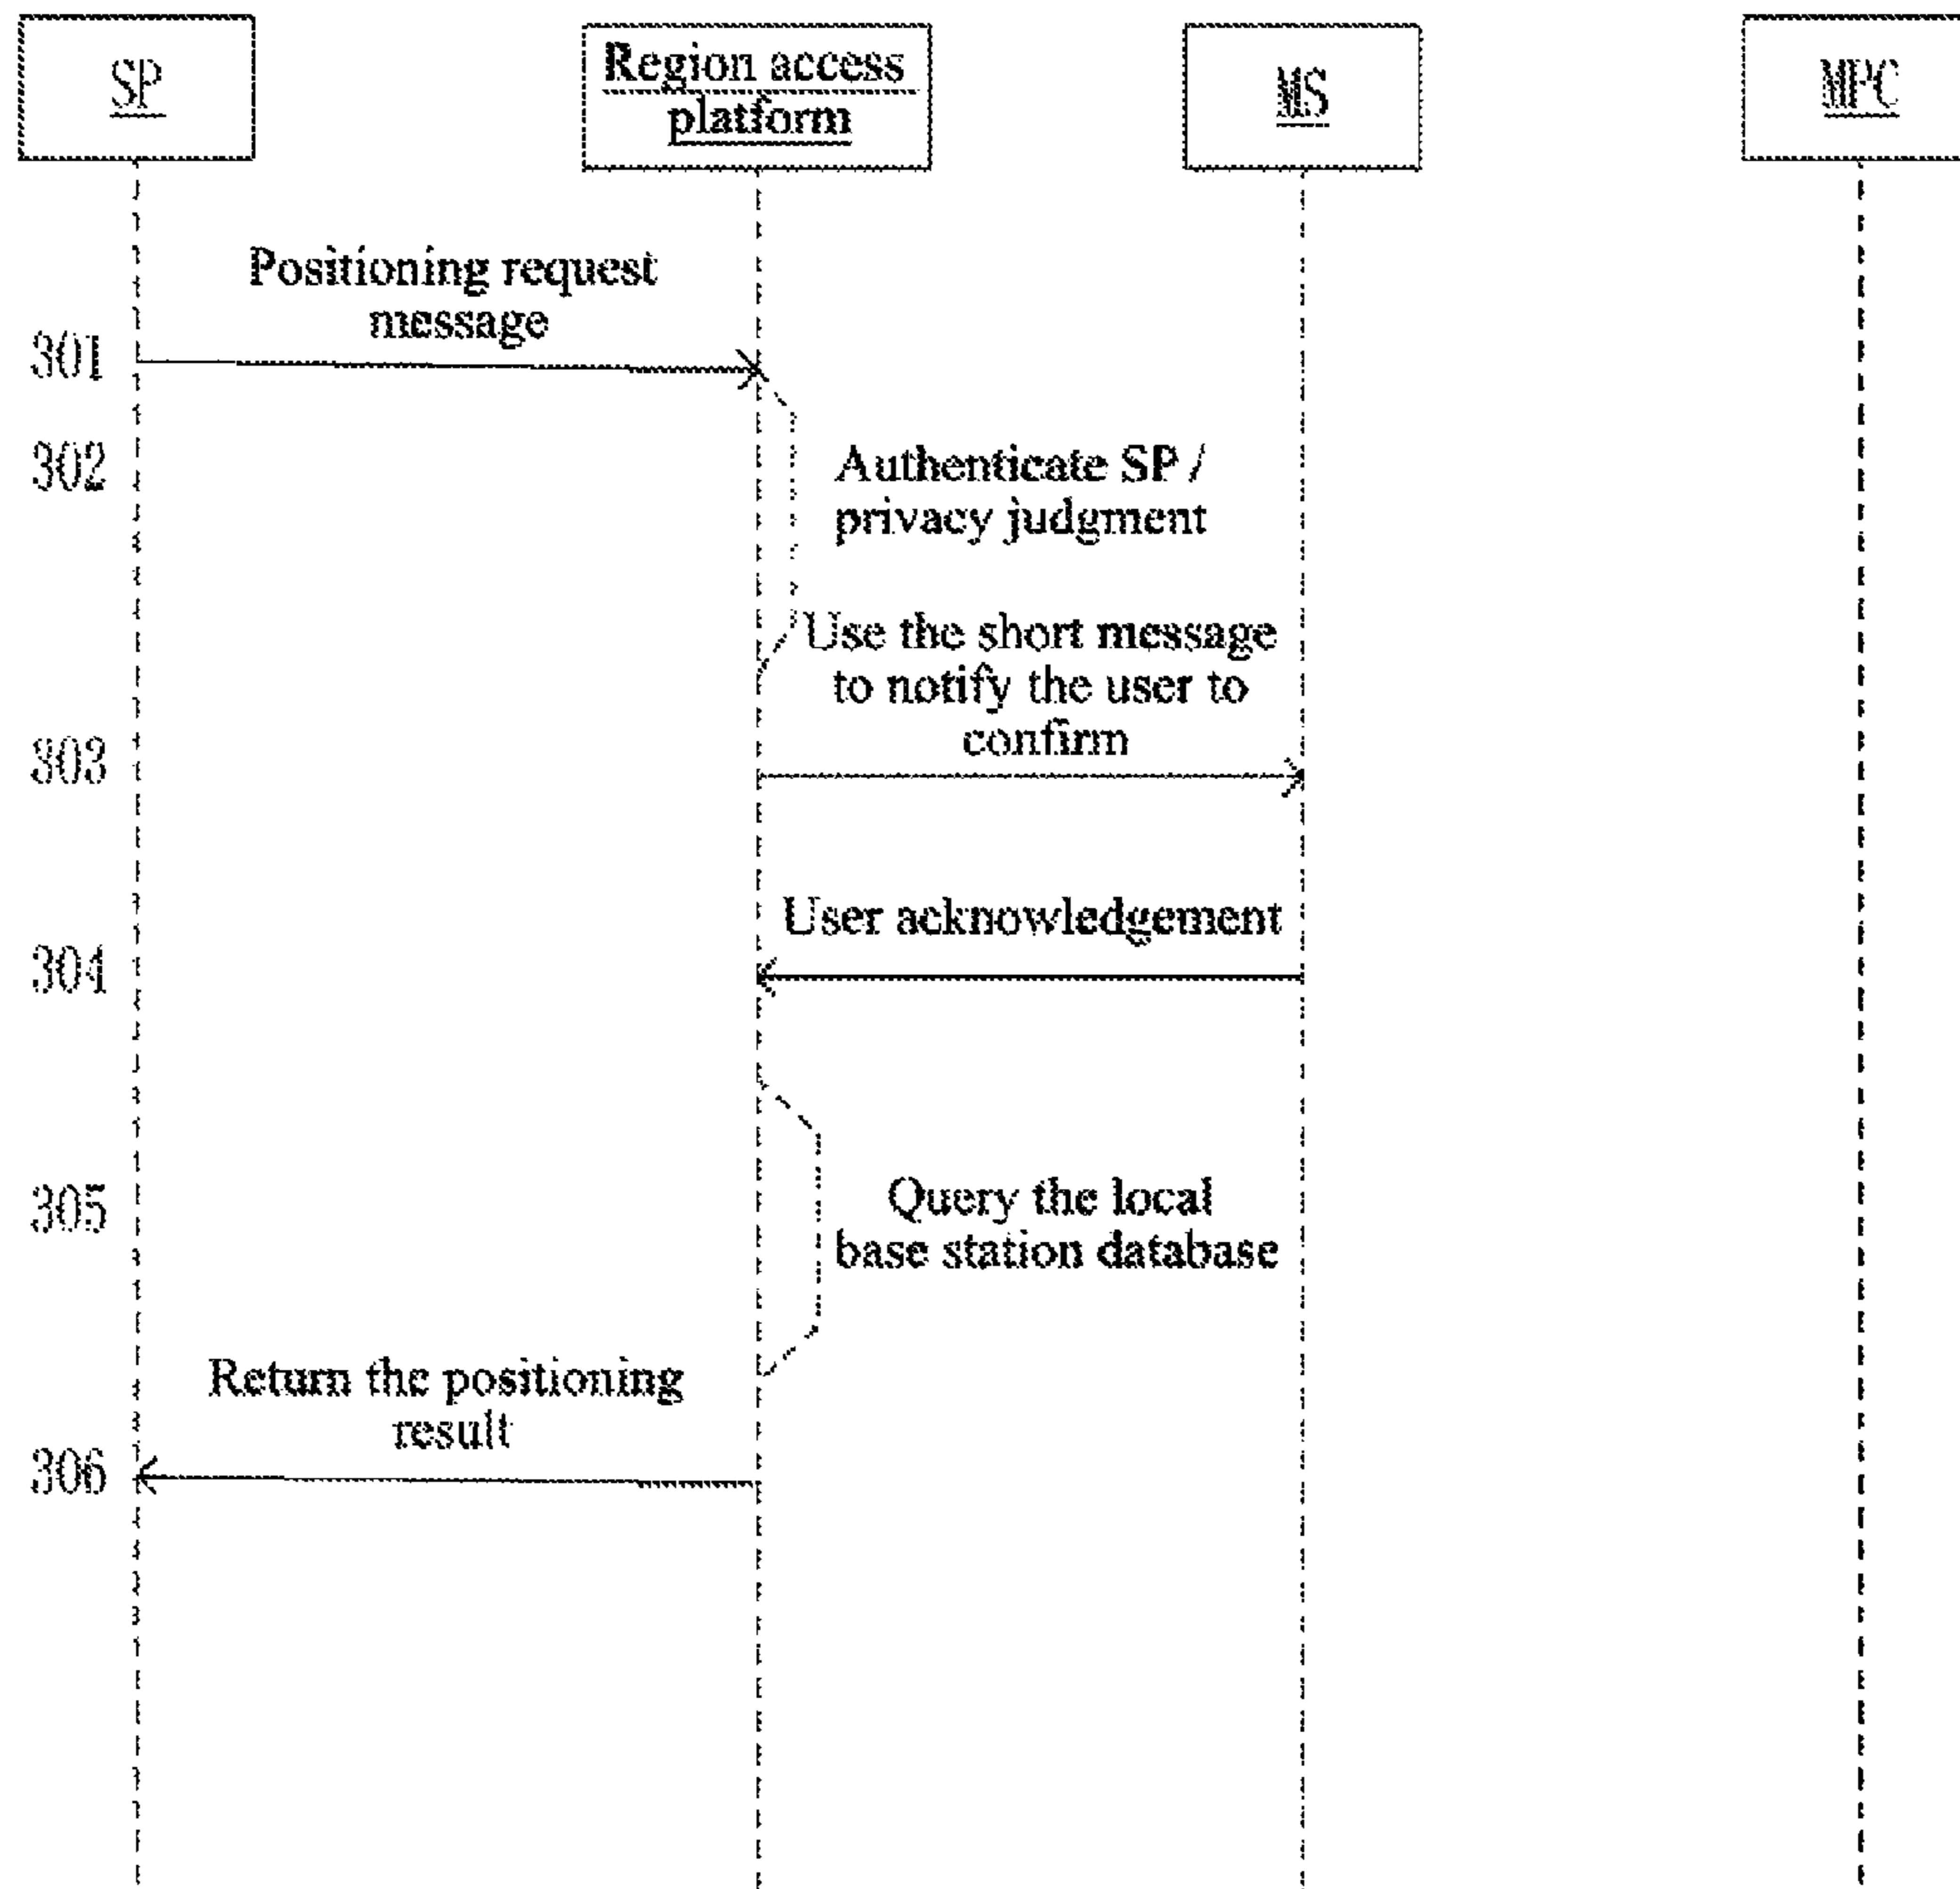 SP
Region access
platform
MS
MPC
Positioning request
message
301
302
Authenticate SP /
privacy judgment
Use the short message
to notify the user to
confirm
303
User acknowledgement
304
305
Query the local
base station database
Return the positioning
result
306